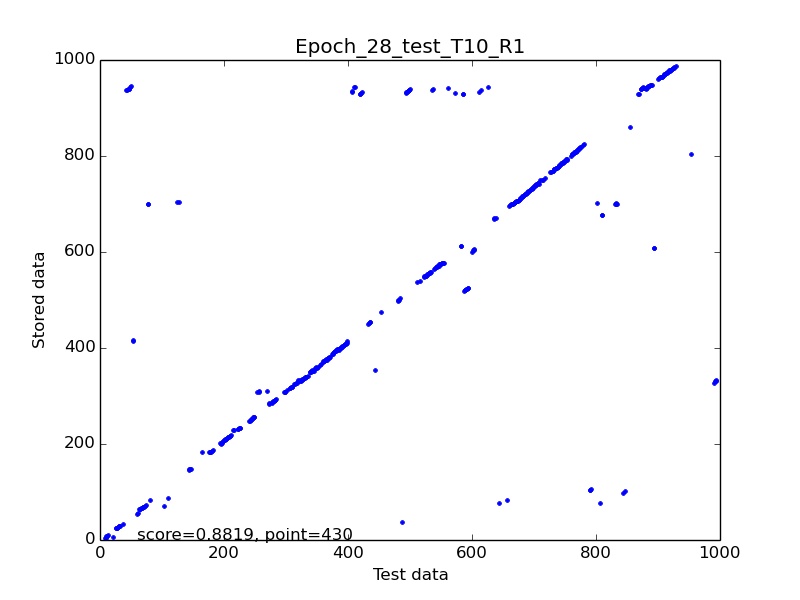 Epoch_28_test_T10_R1
1000
800
600
400
200
0
Stored data
score=0.8819, point=430
0 200 400 600 800 1000
Test data